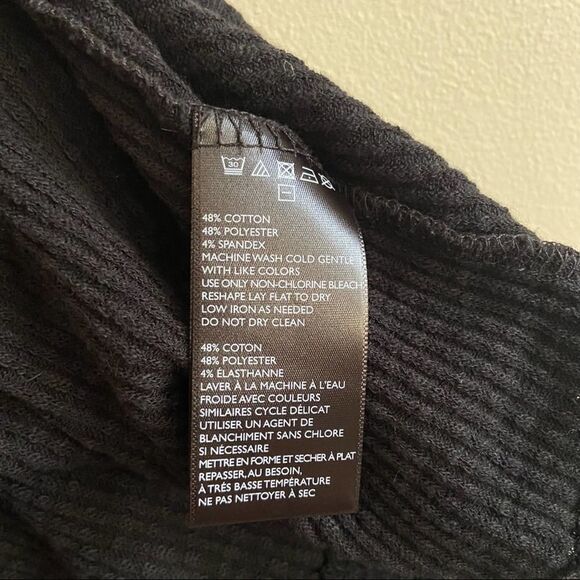 30
48% COTTON
48% POLYESTER
4% SPANDEX
MACHINE WASH COLD GENTLE
WITH LIKE COLORS
USE ONLY NON-CHLORINE BLEACH
RESHAPE LAY FLAT TO DRY
LOW IRON AS NEEDED
DO NOT DRY CLEAN
48% COTON
48% POLYESTER
4% ÉLASTHANNE
LAVER À LA MACHINE À L'EAU
FROIDE AVEC COULEURS
SIMILAIRES CYCLE DÉLICAT
UTILISER UN AGENT DE
BLANCHIMENT SANS CHLORE
SI NÉCESSAIRE
METTRE EN FORME ET SECHER À PLAT
REPASSER, AU BESOIN,
À TRÉS BASSE TEMPÉRATURE
NE PAS NETTOYER À SEC